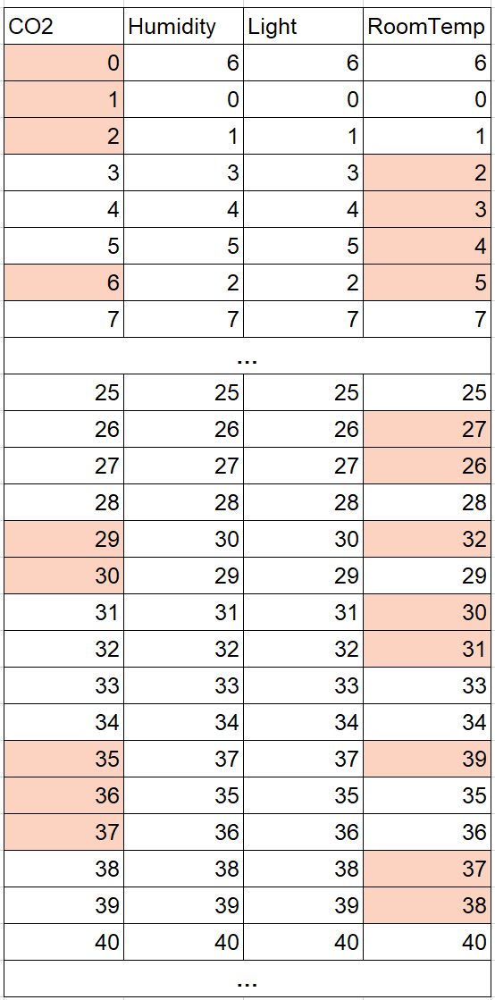 CO2 Humidity Light RoomTemp
0 6 6 6
1 0 0 0
2 1 1 1
3 3 3 2
4 4 4 3
5 5 5 4
6 2 2 5
7 7 7 7
...
25 25 25 25
26 26 26 27
27 27 27 26
28 28 28 28
29 30 30 32
30 29 29 29
31 31 31 30
32 32 32 31
33 33 33 33
34 34 34 34
35 37 37 39
36 35 35 35
37 36 36 36
38 38 38 37
39 39 39 38
40 40 40 40
...